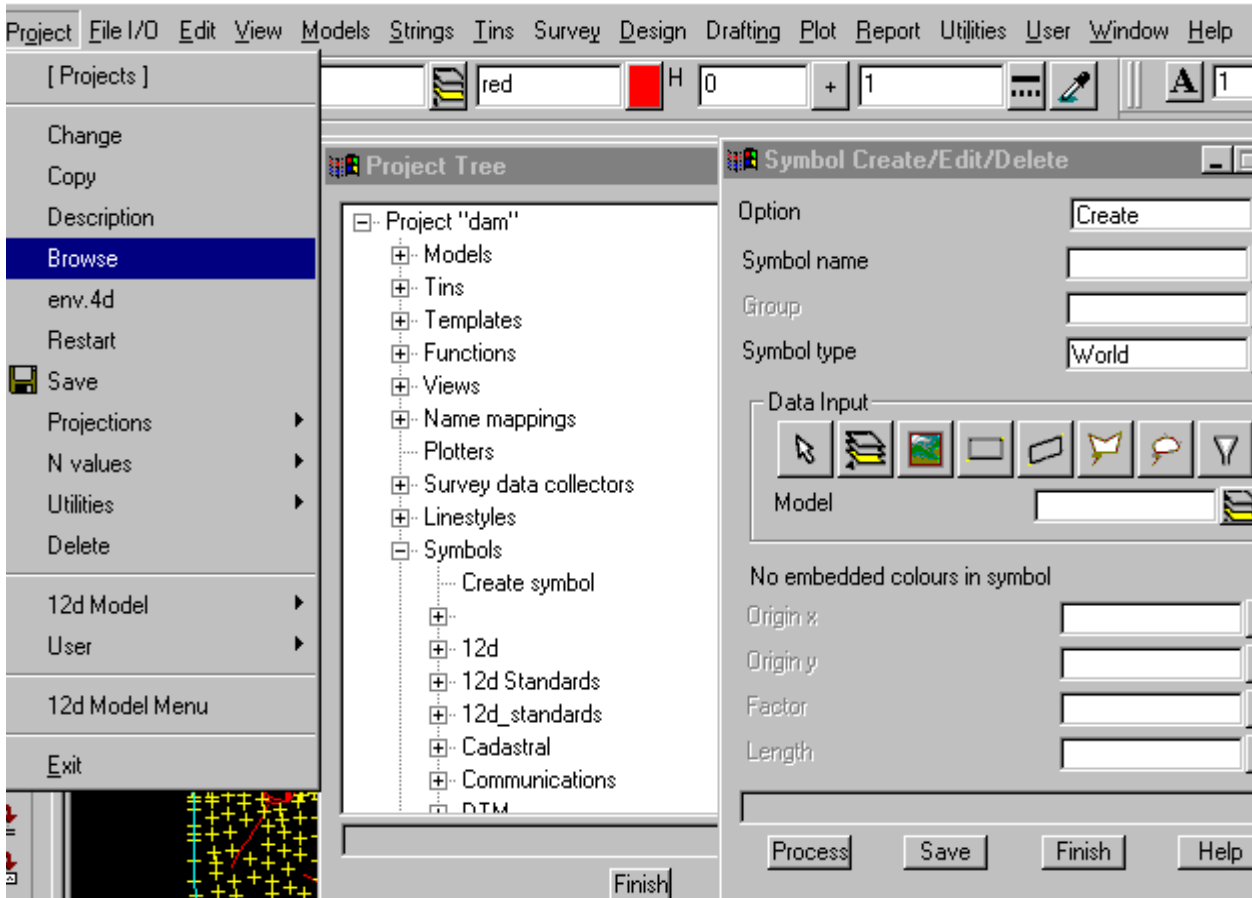 Project File I/O Edit View Models Strings Tins Survey Design Drafting Plot Report Utilities User Window Help
red H 0 + 1 A 1
[ Projects ]
Change
Copy
Description
Browse
env.4d
Restart
Save
Projections
N values
Utilities
Delete
12d Model
User
12d Model Menu
Exit
Project Tree
Project "dam"
Models
Tins
Templates
Functions
Views
Name mappings
Plotters
Survey data collectors
Linestyles
Symbols
Create symbol
12d
12d Standards
12d_standards
Cadastral
Communications
DTM
Finish
Symbol Create/Edit/Delete
Option Create
Symbol name
Group
Symbol type World
Data Input
Model
No embedded colours in symbol
Origin x
Origin y
Factor
Length
Process Save Finish Help